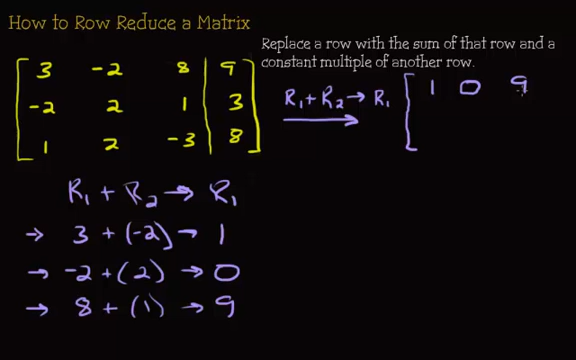 How to Row Reduce a Matrix
Replace a row with the sum of that row and a
constant multiple of another row.
3 -2 8 9
-2 2 1 3
1 2 -3 8
R₁ + R₂ → R₁
1 0 9
R₁ + R₂ → R₁
→ 3 + (-2) → 1
→ -2 + (2) → 0
→ 8 + (1) → 9